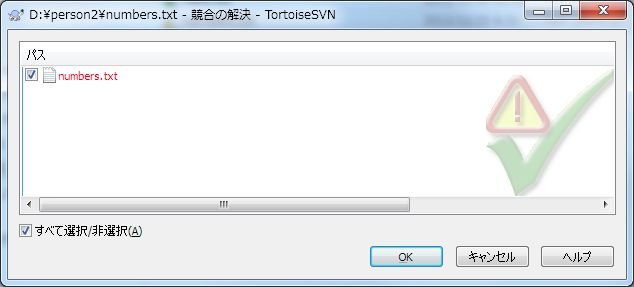 D:¥person2¥numbers.txt - 競合の解決 - TortoiseSVN
パス
numbers.txt
すべて選択/非選択(A)
OK キャンセル ヘルプ